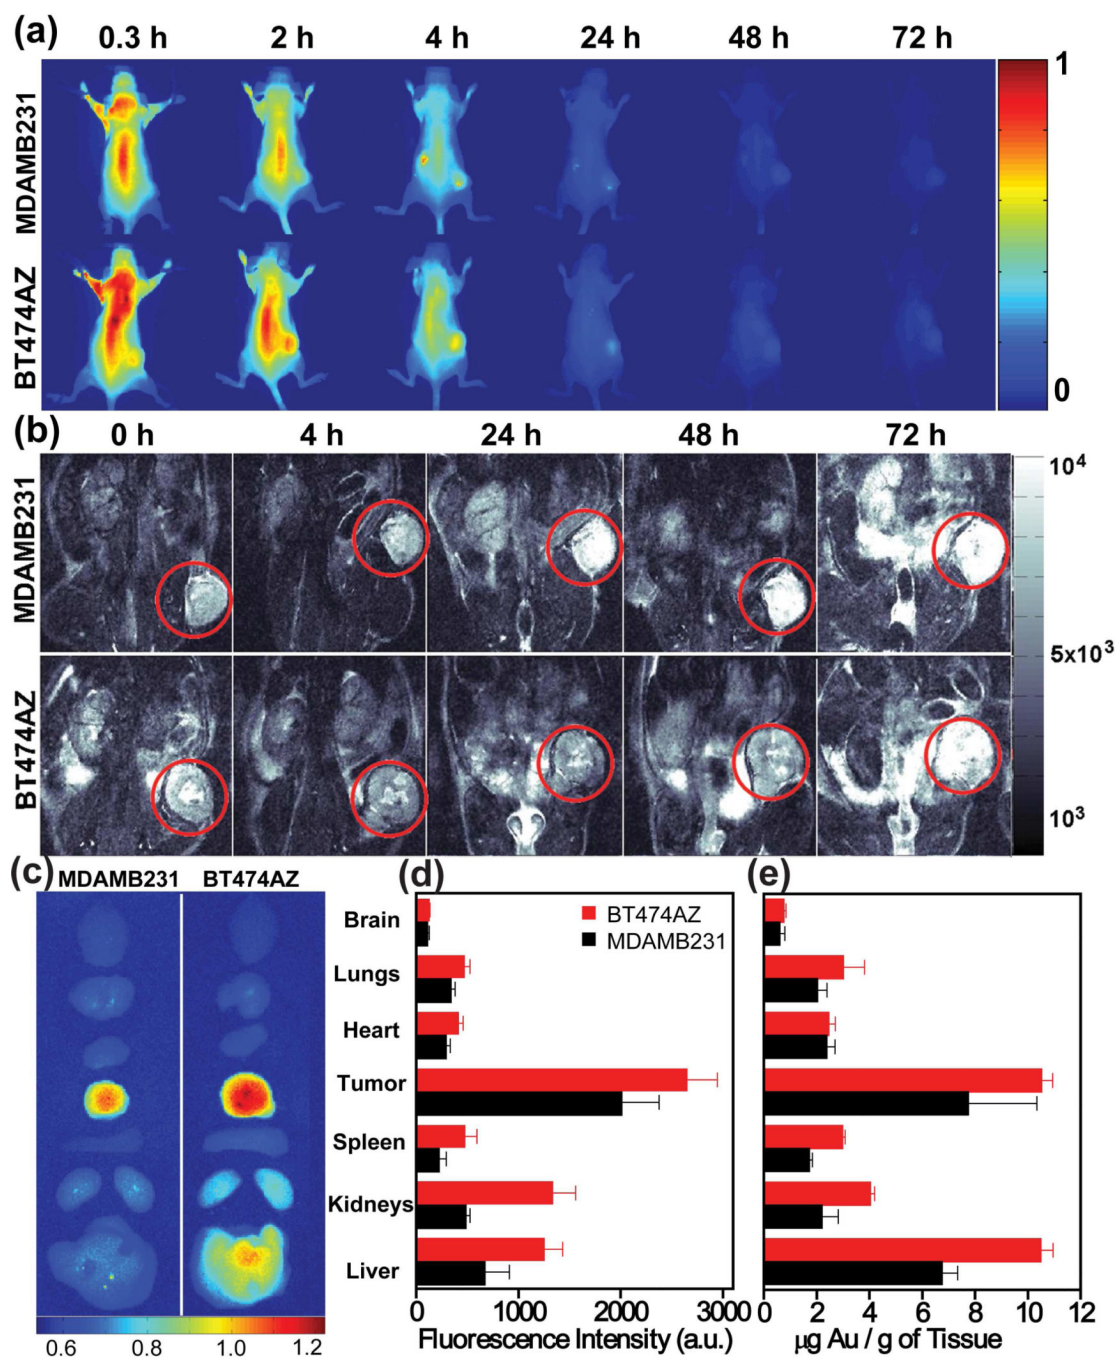 (a)
0.3 h 2 h 4 h 24 h 48 h 72 h
MDAMB231
BT474AZ
1
0
(b)
0 h 4 h 24 h 48 h 72 h
MDAMB231
BT474AZ
10⁴
5x10³
10³
(c)
MDAMB231 BT474AZ
0.6 0.8 1.0 1.2
(d)
BT474AZ
MDAMB231
Brain
Lungs
Heart
Tumor
Spleen
Kidneys
Liver
0 1000 2000 3000
Fluorescence Intensity (a.u.)
(e)
0 2 4 6 8 10 12
µg Au / g of Tissue